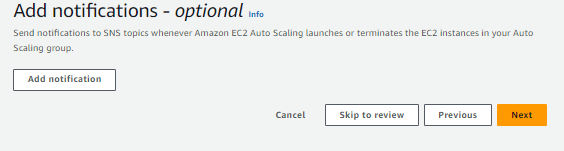 Add notifications - optional Info
Send notifications to SNS topics whenever Amazon EC2 Auto Scaling launches or terminates the EC2 instances in your Auto
Scaling group.
Add notification
Cancel Skip to review Previous Next